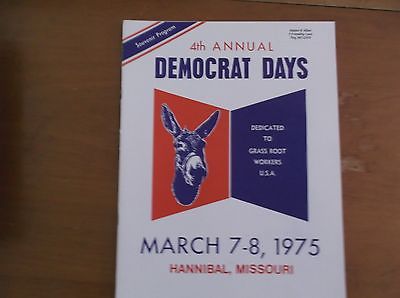 Souvenir Program
4th ANNUAL
DEMOCRAT DAYS
DEDICATED
TO
GRASS ROOT
WORKERS
U.S.A.
MARCH 7-8, 1975
HANNIBAL, MISSOURI